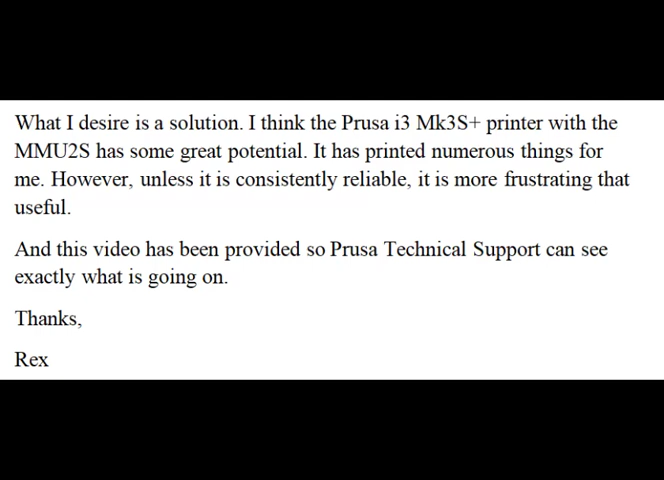 What I desire is a solution. I think the Prusa i3 Mk3S+ printer with the
MMU2S has some great potential. It has printed numerous things for
me. However, unless it is consistently reliable, it is more frustrating that
useful.
And this video has been provided so Prusa Technical Support can see
exactly what is going on.
Thanks,
Rex